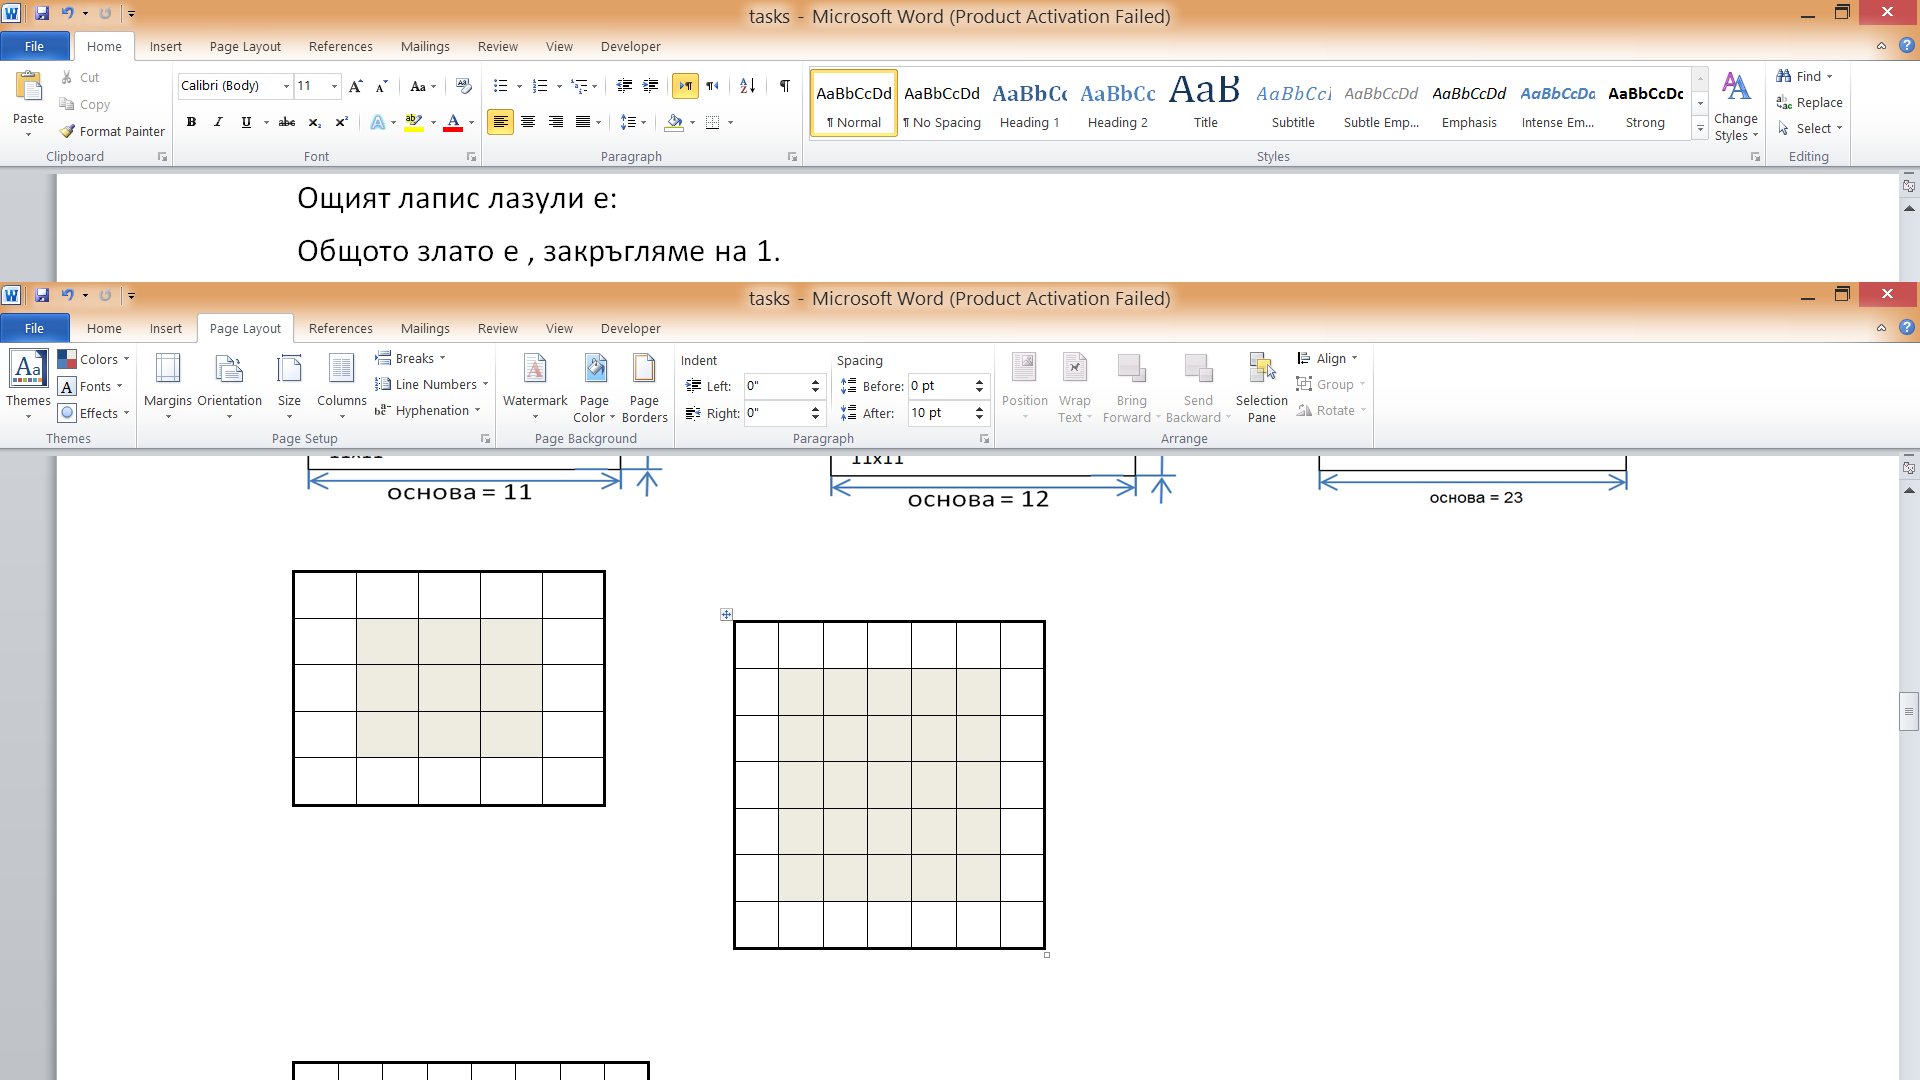 tasks - Microsoft Word (Product Activation Failed)
File Home Insert Page Layout References Mailings Review View Developer
Calibri (Body) 11
Paste Cut Copy Format Painter
AaBbCcDd AaBbCcDd AaBbCc AaBbCc AaB AaBbCcI AaBbCcDd AaBbCcDd AaBbCcDc AaBbCcDc
¶ Normal ¶ No Spacing Heading 1 Heading 2 Title Subtitle Subtle Emp... Emphasis Intense Em... Strong
Change Styles
Find
Replace
Select
Clipboard Font Paragraph Styles Editing
Ощият лапис лазули е:
Общото злато е , закръгляме на 1.
tasks - Microsoft Word (Product Activation Failed)
File Home Insert Page Layout References Mailings Review View Developer
Themes Colors Fonts Effects
Margins Orientation Size Columns
Breaks
Line Numbers
Hyphenation
Watermark Page Color Page Borders
Indent Spacing
Left: 0" Before: 0 pt
Right: 0" After: 10 pt
Position Wrap Text Bring Forward Send Backward Selection Pane
Align
Group
Rotate
Themes Page Setup Page Background Paragraph Arrange
11x11 11x11
основа = 11 основа = 12 основа = 23